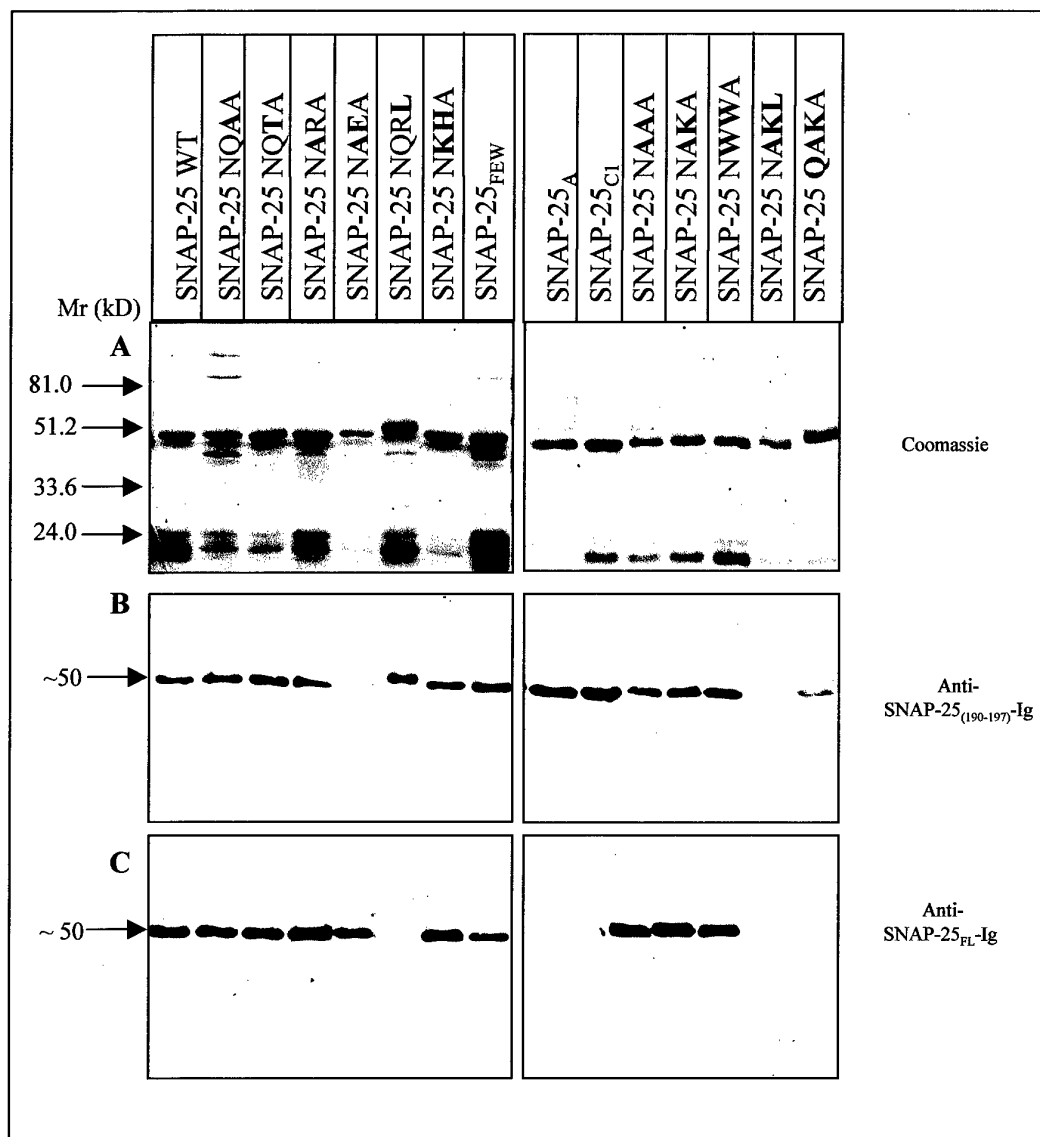 SNAP-25 WT
SNAP-25 NQAA
SNAP-25 NQTA
SNAP-25 NARA
SNAP-25 NAEA
SNAP-25 NQRL
SNAP-25 NKHA
SNAP-25FEW
SNAP-25A
SNAP-25C1
SNAP-25 NAAA
SNAP-25 NAKA
SNAP-25 NWWA
SNAP-25 NAKL
SNAP-25 QAKA
Mr (kD)
A
81.0
51.2
33.6
24.0
Coomassie
B
~50
Anti-
SNAP-25(190-197)-Ig
C
~ 50
Anti-
SNAP-25FL-Ig